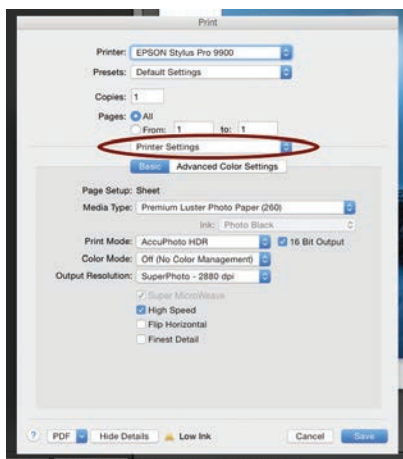 Print
Printer: EPSON Stylus Pro 9900
Presets: Default Settings
Copies: 1
Pages: All
From: 1 to: 1
Printer Settings
Basic Advanced Color Settings
Page Setup: Sheet
Media Type: Premium Luster Photo Paper (260)
Ink: Photo Black
Print Mode: AccuPhoto HDR 16 Bit Output
Color Mode: Off (No Color Management)
Output Resolution: SuperPhoto - 2880 dpi
Super MicroWeave
High Speed
Flip Horizontal
Finest Detail
? PDF Hide Details Low Ink Cancel Save